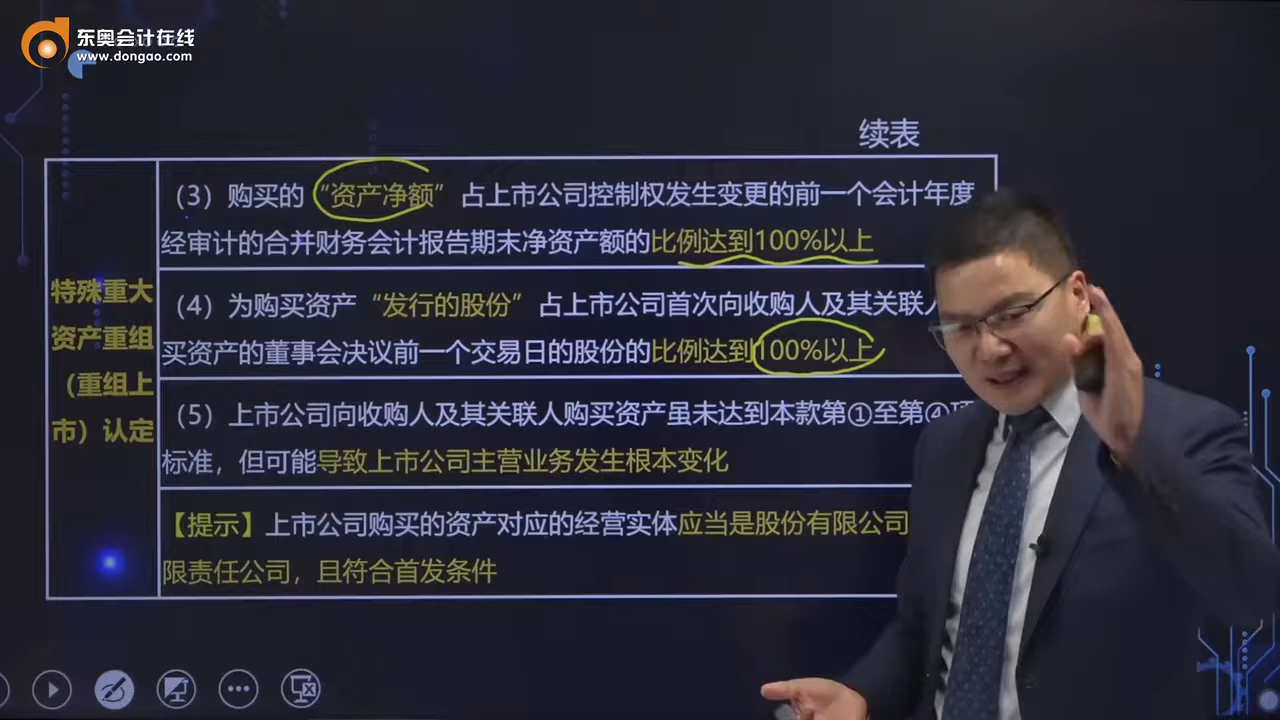 东奥会计在线
www.dongao.com
续表
特殊重大
资产重组
（重组上
市）认定
（3）购买的“资产净额”占上市公司控制权发生变更的前一个会计年度
经审计的合并财务会计报告期末净资产额的比例达到100%以上
（4）为购买资产“发行的股份”占上市公司首次向收购人及其关联人
买资产的董事会决议前一个交易日的股份的比例达到100%以上
（5）上市公司向收购人及其关联人购买资产虽未达到本款第①至第④项
标准，但可能导致上市公司主营业务发生根本变化
【提示】上市公司购买的资产对应的经营实体应当是股份有限公司
限责任公司，且符合首发条件